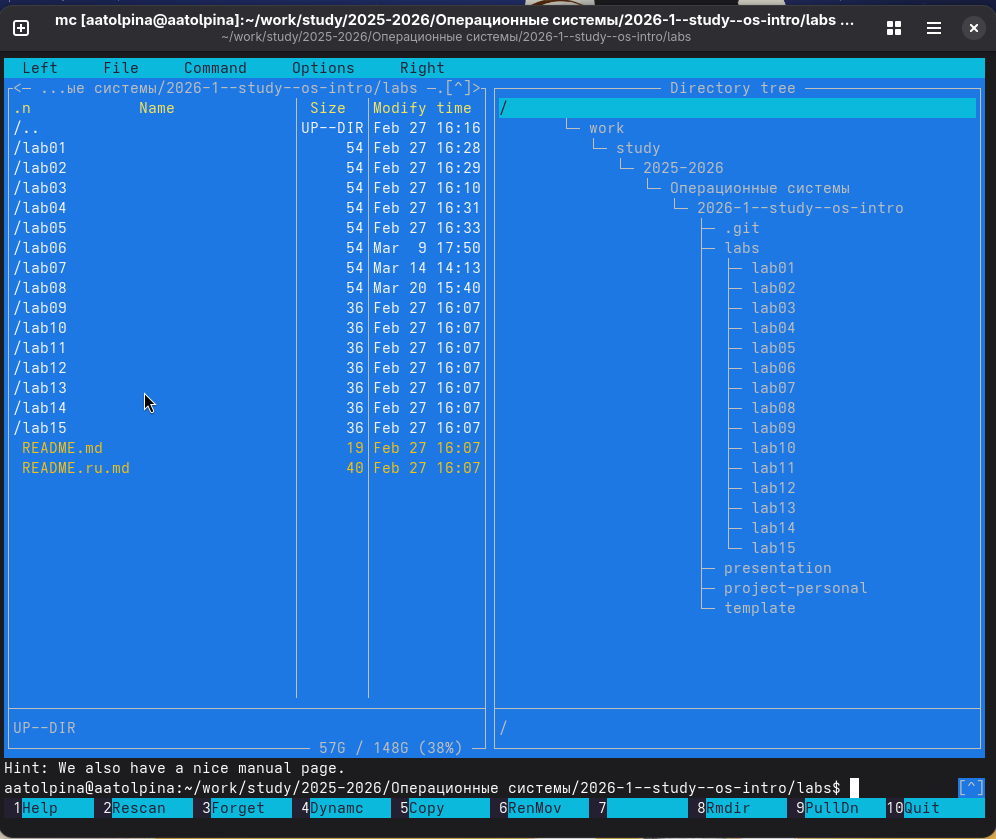 mc [aatolpina@aatolpina]:~/work/study/2025-2026/Операционные системы/2026-1--study--os-intro/labs ...
~/work/study/2025-2026/Операционные системы/2026-1--study--os-intro/labs
Left File Command Options Right
<— ...ые системы/2026-1--study--os-intro/labs —.[^]>
.n Name Size Modify time
/.. UP--DIR Feb 27 16:16
/lab01 54 Feb 27 16:28
/lab02 54 Feb 27 16:29
/lab03 54 Feb 27 16:10
/lab04 54 Feb 27 16:31
/lab05 54 Feb 27 16:33
/lab06 54 Mar 9 17:50
/lab07 54 Mar 14 14:13
/lab08 54 Mar 20 15:40
/lab09 36 Feb 27 16:07
/lab10 36 Feb 27 16:07
/lab11 36 Feb 27 16:07
/lab12 36 Feb 27 16:07
/lab13 36 Feb 27 16:07
/lab14 36 Feb 27 16:07
/lab15 36 Feb 27 16:07
README.md 19 Feb 27 16:07
README.ru.md 40 Feb 27 16:07
UP--DIR
57G / 148G (38%)
Directory tree
/
work
study
2025-2026
Операционные системы
2026-1--study--os-intro
.git
labs
lab01
lab02
lab03
lab04
lab05
lab06
lab07
lab08
lab09
lab10
lab11
lab12
lab13
lab14
lab15
presentation
project-personal
template
/
Hint: We also have a nice manual page.
aatolpina@aatolpina:~/work/study/2025-2026/Операционные системы/2026-1--study--os-intro/labs$ [^]
1Help 2Rescan 3Forget 4Dynamc 5Copy 6RenMov 7 8Rmdir 9PullDn 10Quit